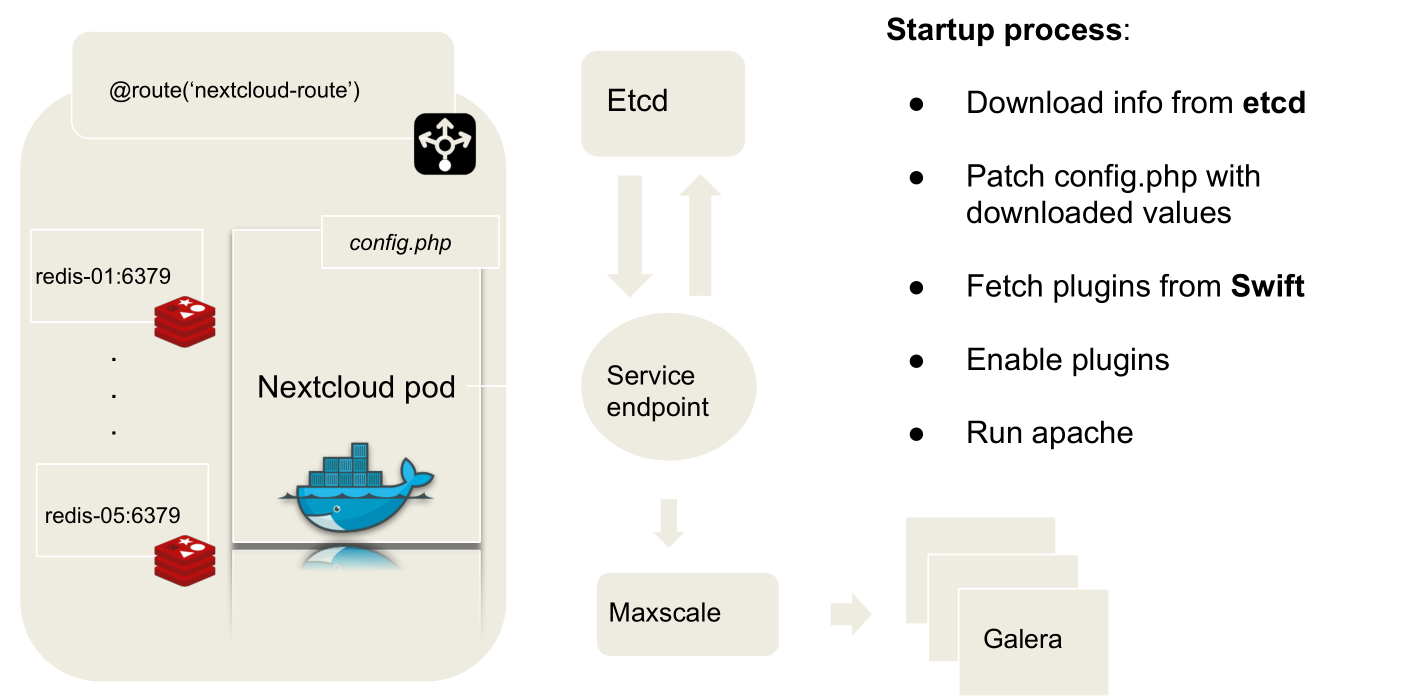 @route(‘nextcloud-route’)
config.php
redis-01:6379
.
.
.
Nextcloud pod
redis-05:6379
Etcd
Service
endpoint
Maxscale
Galera
Startup process:
● Download info from etcd
● Patch config.php with
downloaded values
● Fetch plugins from Swift
● Enable plugins
● Run apache